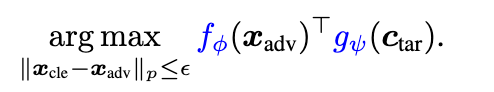 arg max f_ϕ(x_adv)^⊤ g_ψ(c_tar).
‖x_cle−x_adv‖_p≤ϵ